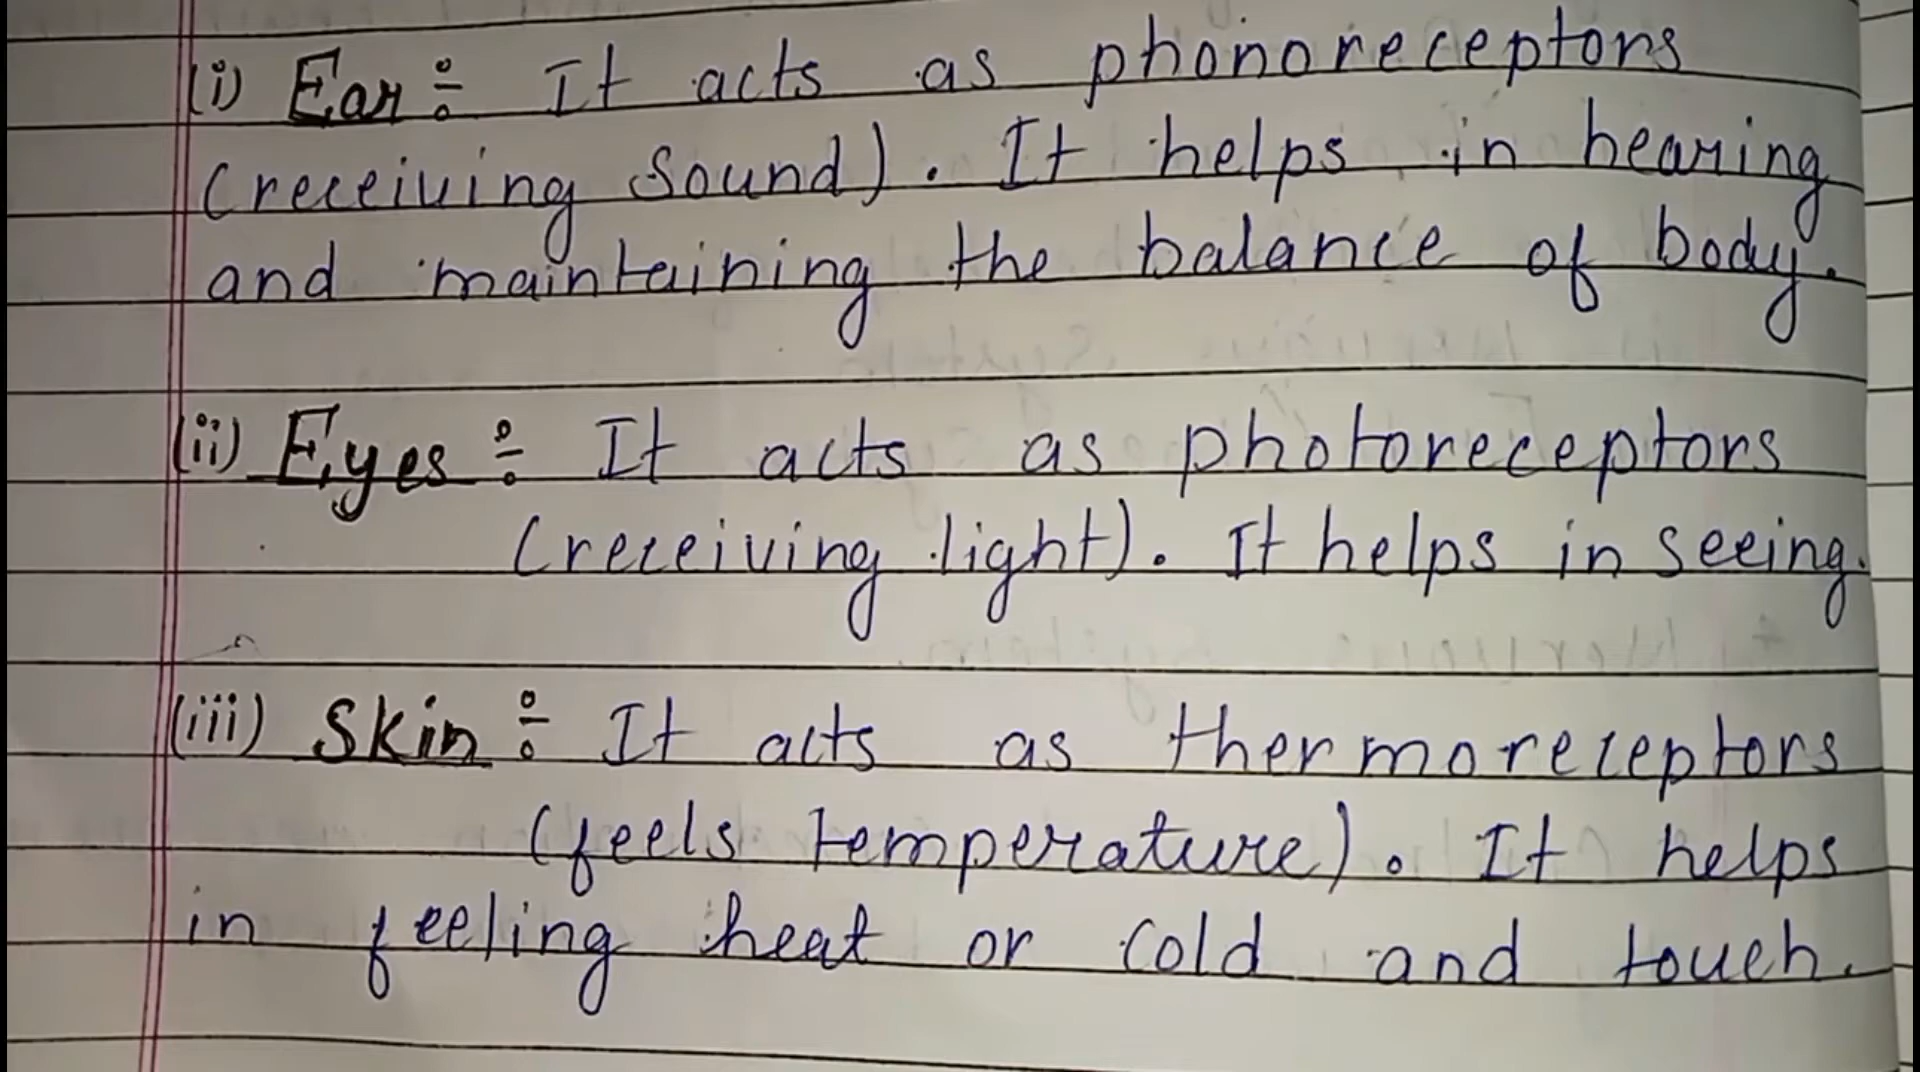 (i) Ear÷ It acts as phonoreceptors
(receiving sound). It helps in hearing
and maintaining the balance of body.
(ii) Eyes÷ It acts as photoreceptors
(receiving light). It helps in seeing.
(iii) Skin÷ It acts as thermoreceptors
(feels temperature). It helps
in feeling heat or cold and touch.